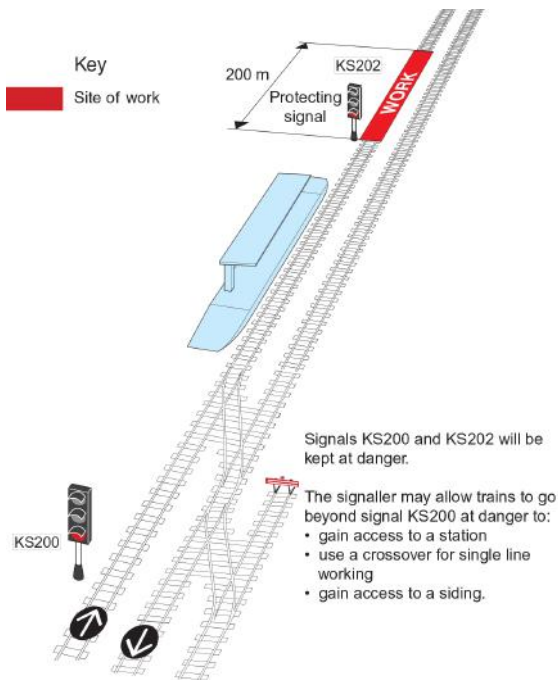 Key
Site of work
200 m
KS202
Protecting
signal
WORK
KS200
Signals KS200 and KS202 will be
kept at danger.
The signaller may allow trains to go
beyond signal KS200 at danger to:
• gain access to a station
• use a crossover for single line
working
• gain access to a siding.